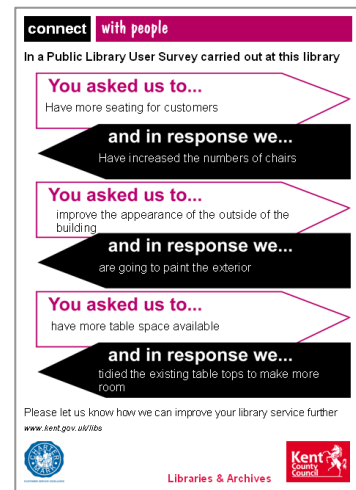 connect with people
In a Public Library User Survey carried out at this library
You asked us to...
Have more seating for customers
and in response we...
Have increased the numbers of chairs
You asked us to...
improve the appearance of the outside of the
building
and in response we...
are going to paint the exterior
You asked us to...
have more table space available
and in response we...
tidied the existing table tops to make more
room
Please let us know how we can improve your library service further
www.kent.gov.uk/libs
CHARTER MARK
Libraries & Archives
Kent
County
Council